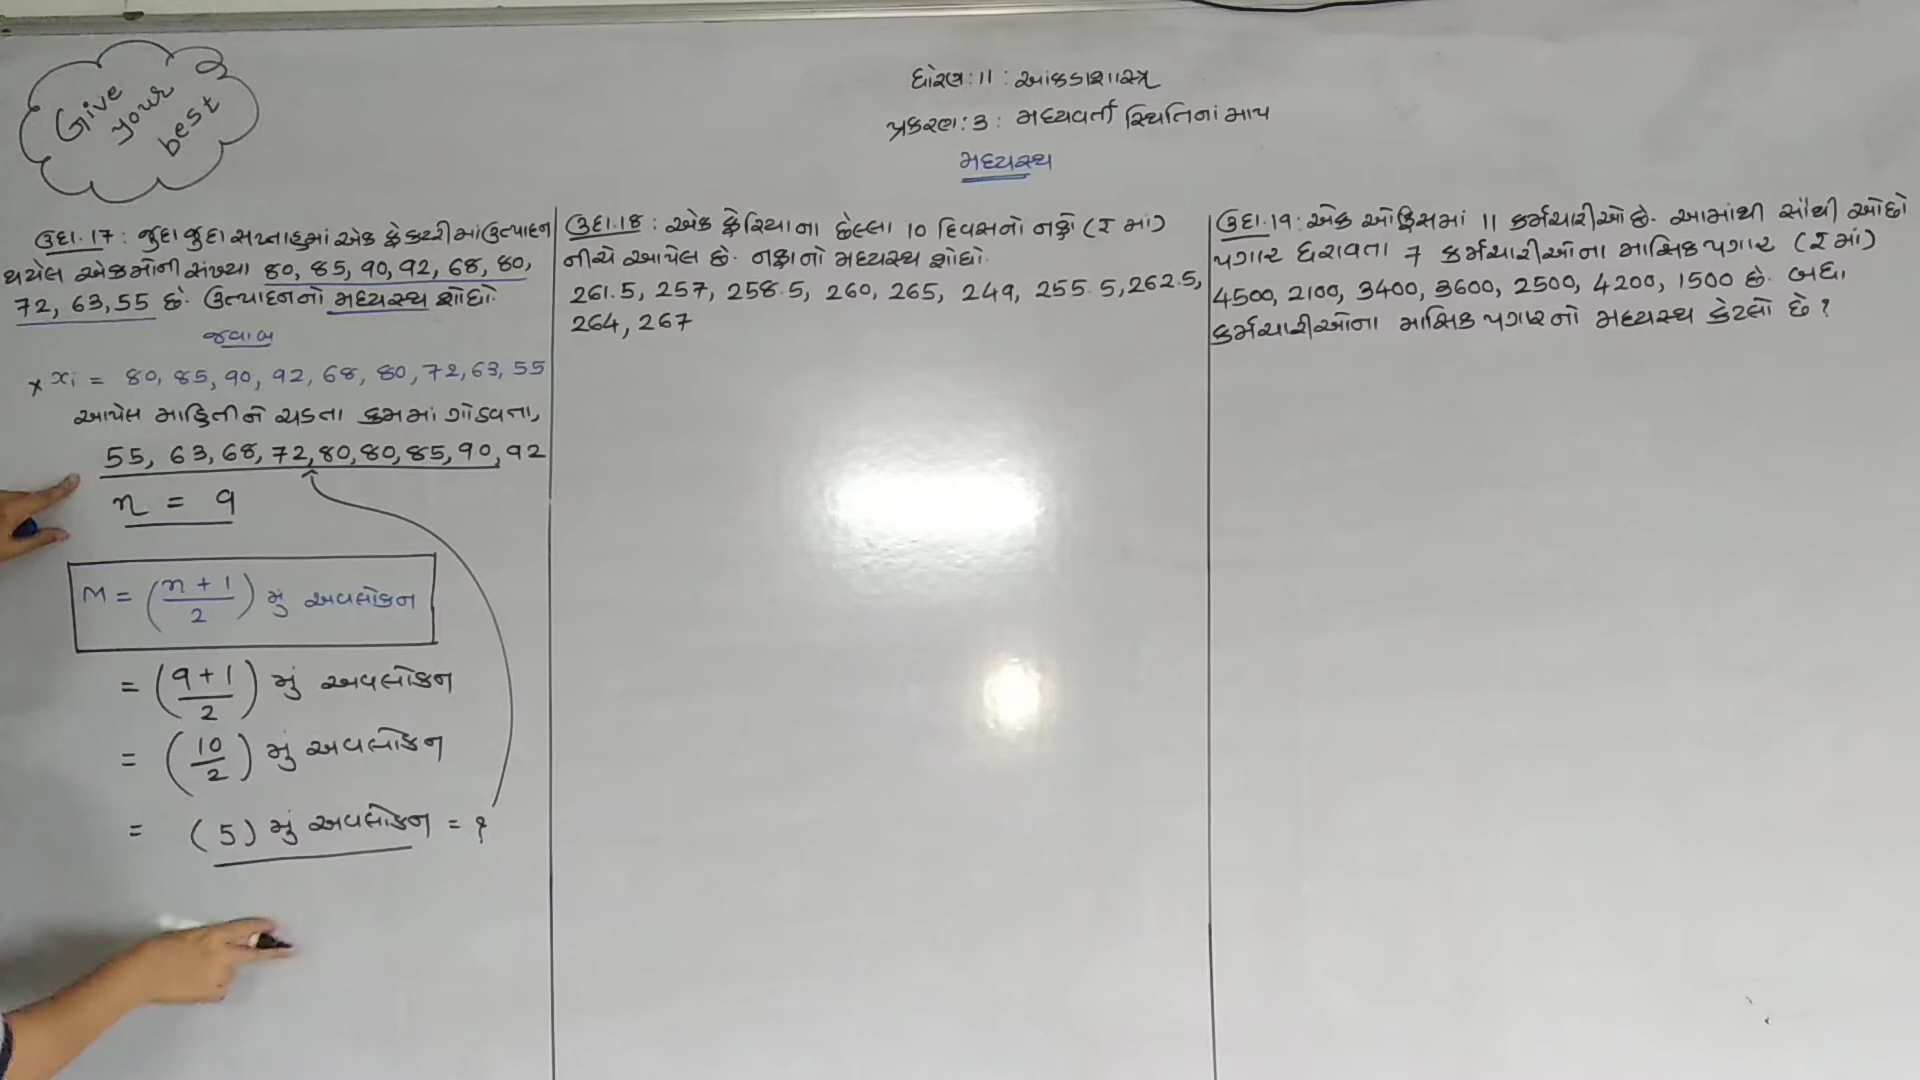 Give
your
best
ધોરણ : 11 : આંકડાશાસ્ત્ર
પ્રકરણ : 3 : મધ્યવર્તી સ્થિતિનાં માપ
મધ્યસ્થ
ઉદા. 17 : જુદા જુદા સપ્તાહમાં એક ફેક્ટરીમાં ઉત્પાદન
થયેલ એકમોની સંખ્યા 80, 85, 90, 92, 68, 80,
72, 63, 55 છે. ઉત્પાદનનો મધ્યસ્થ શોધો.
જવાબ
* xi = 80, 85, 90, 92, 68, 80, 72, 63, 55
આપેલ માહિતીને ચડતા ક્રમમાં ગોઠવતા,
55, 63, 68, 72, 80, 80, 85, 90, 92
n = 9
M = (n + 1 / 2) મું અવલોકન
= (9 + 1 / 2) મું અવલોકન
= (10 / 2) મું અવલોકન
= (5) મું અવલોકન = ?
ઉદા. 18 : એક ફેરિયાના છેલ્લા 10 દિવસનો નફો (₹ માં)
નીચે આપેલ છે. નફાનો મધ્યસ્થ શોધો.
261.5, 257, 258.5, 260, 265, 249, 255.5, 262.5,
264, 267
ઉદા. 19 : એક ઓફિસમાં 11 કર્મચારીઓ છે. આમાંથી સૌથી ઓછો
પગાર ધરાવતા 7 કર્મચારીઓના માસિક પગાર (₹ માં)
4500, 2100, 3400, 3600, 2500, 4200, 1500 છે. બધા
કર્મચારીઓના માસિક પગારનો મધ્યસ્થ કેટલો છે ?